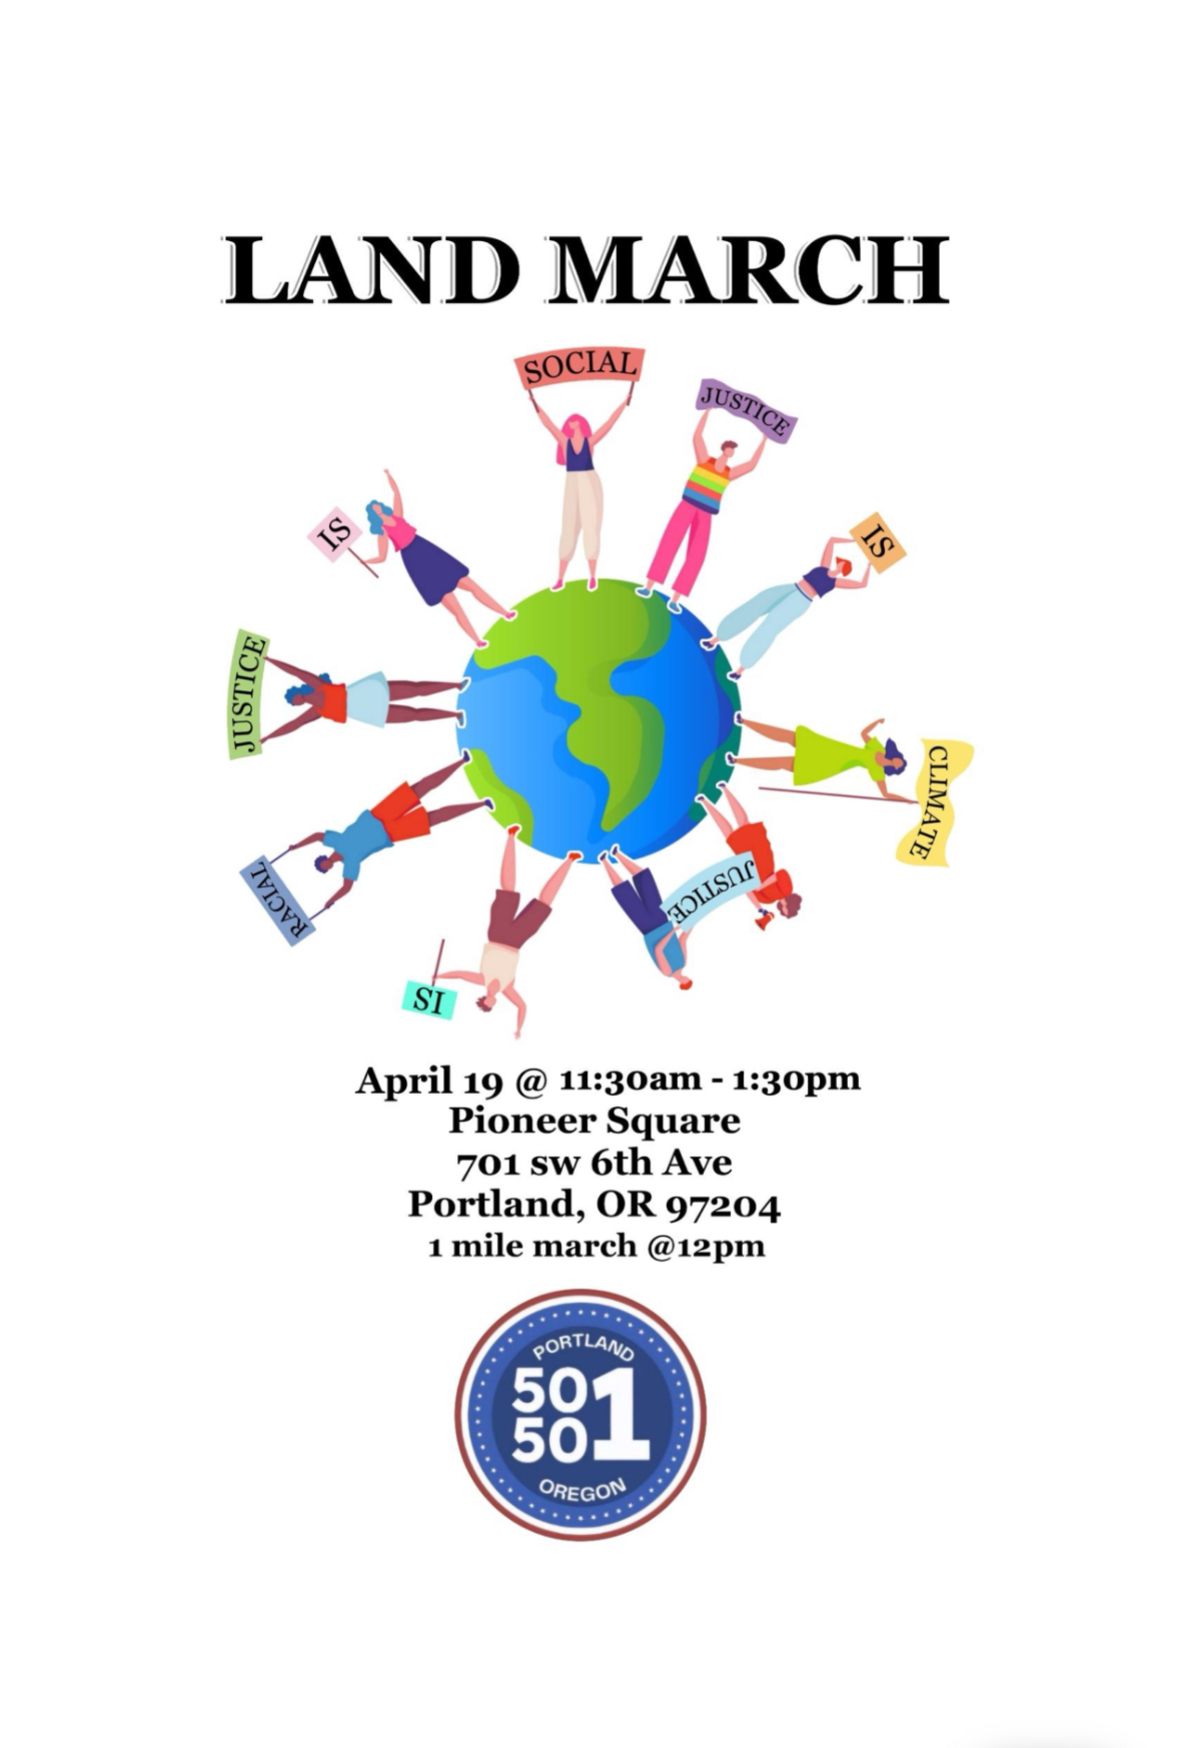 LAND MARCH
SOCIAL
JUSTICE
IS
CLIMATE
JUSTICE
IS
RACIAL
JUSTICE
IS
April 19 @ 11:30am - 1:30pm
Pioneer Square
701 sw 6th Ave
Portland, OR 97204
1 mile march @12pm
PORTLAND
50
50
1
OREGON